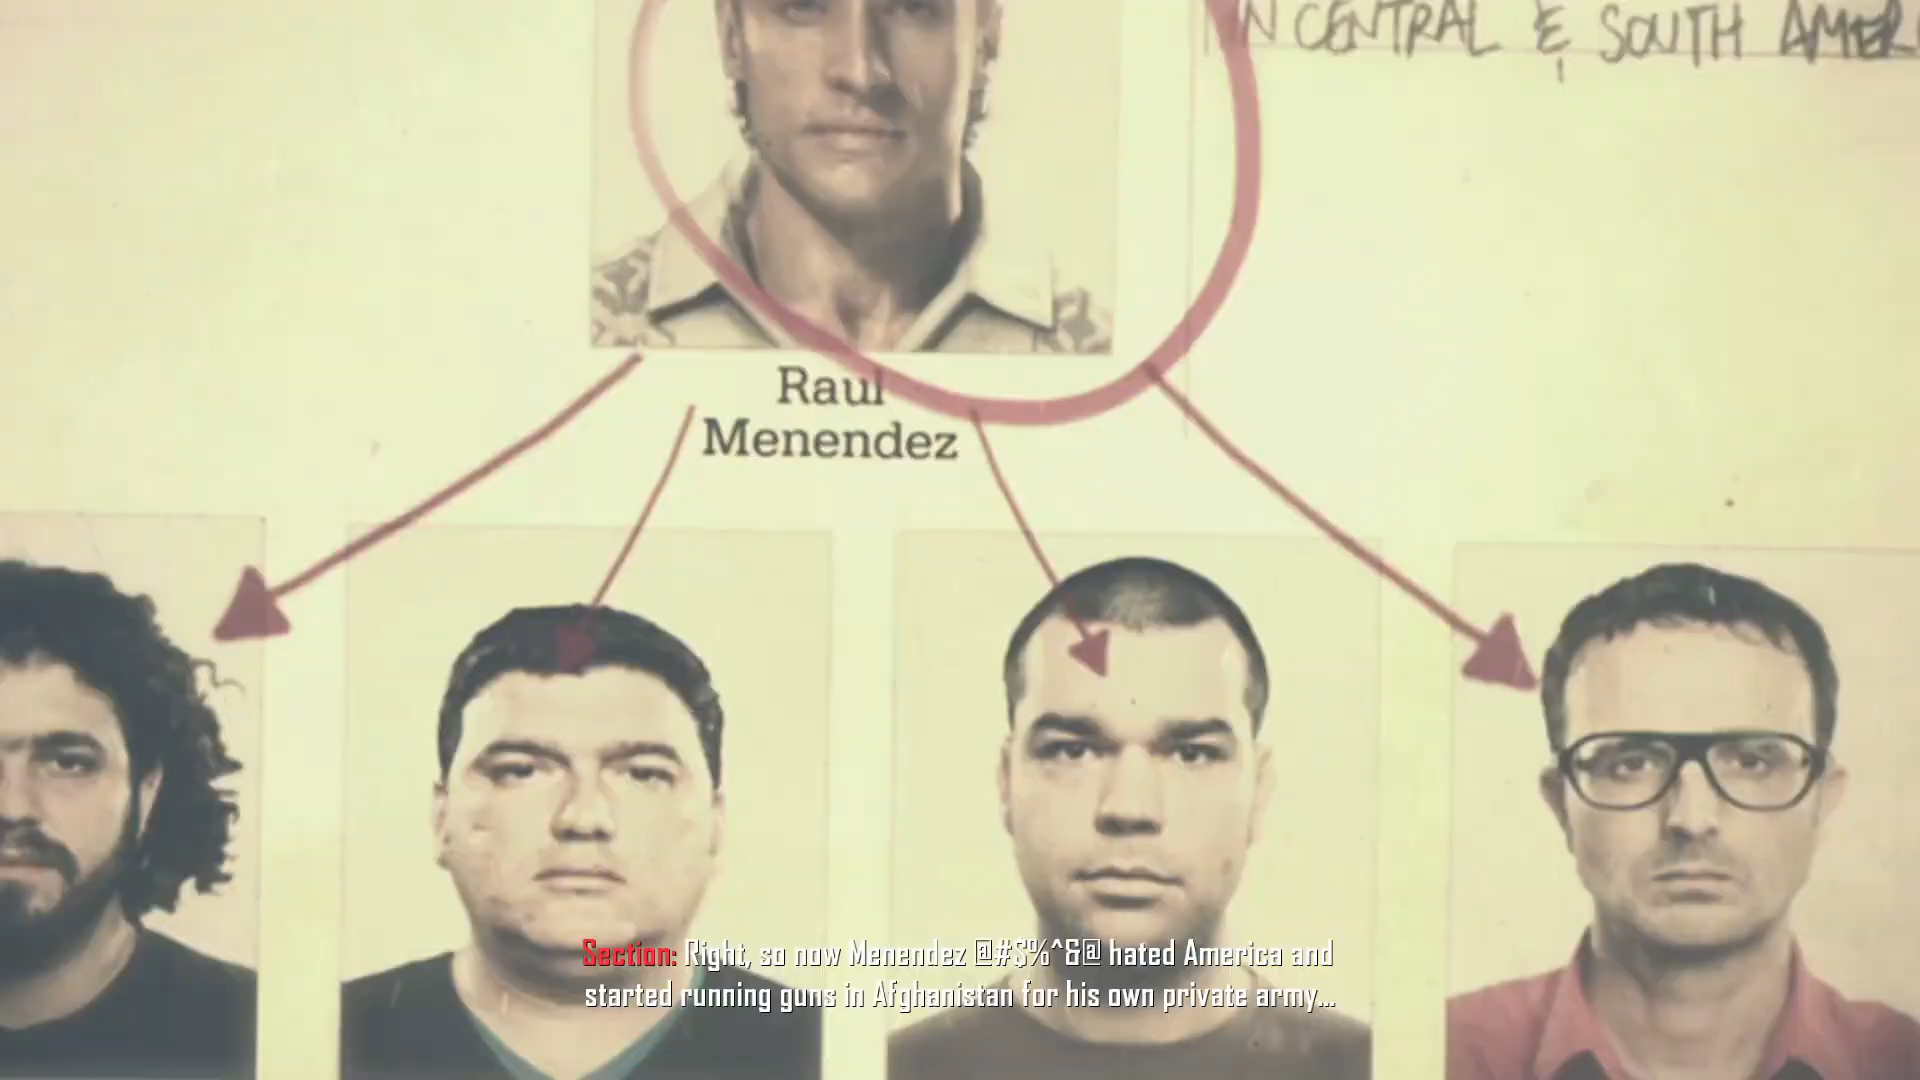 IN CENTRAL & SOUTH AMER
Raul
Menendez
Section: Right, so now Menendez @#$%^&@ hated America and
started running guns in Afghanistan for his own private army...